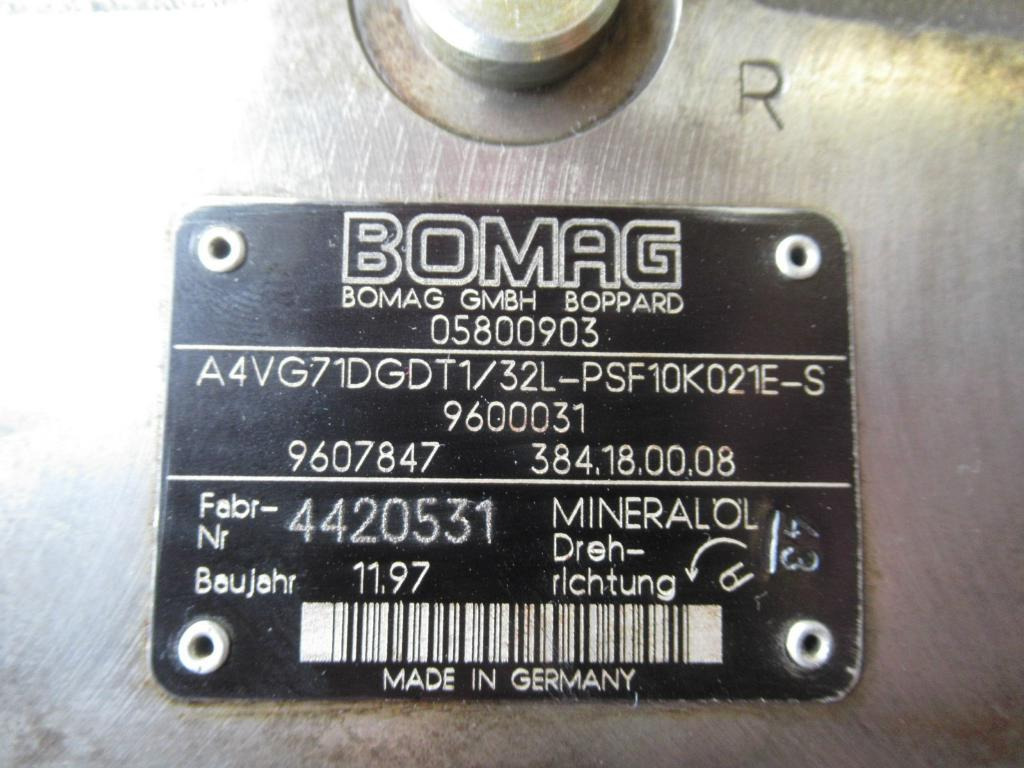 R
BOMAG
BOMAG GMBH BOPPARD
05800903
A4VG71DGDT1/32L-PSF10K021E-S
9600031
9607847 384.18.00.08
Fabr-
Nr 4420531
MINERALÖL
Dreh-
richtung
43
Baujahr 11.97
MADE IN GERMANY